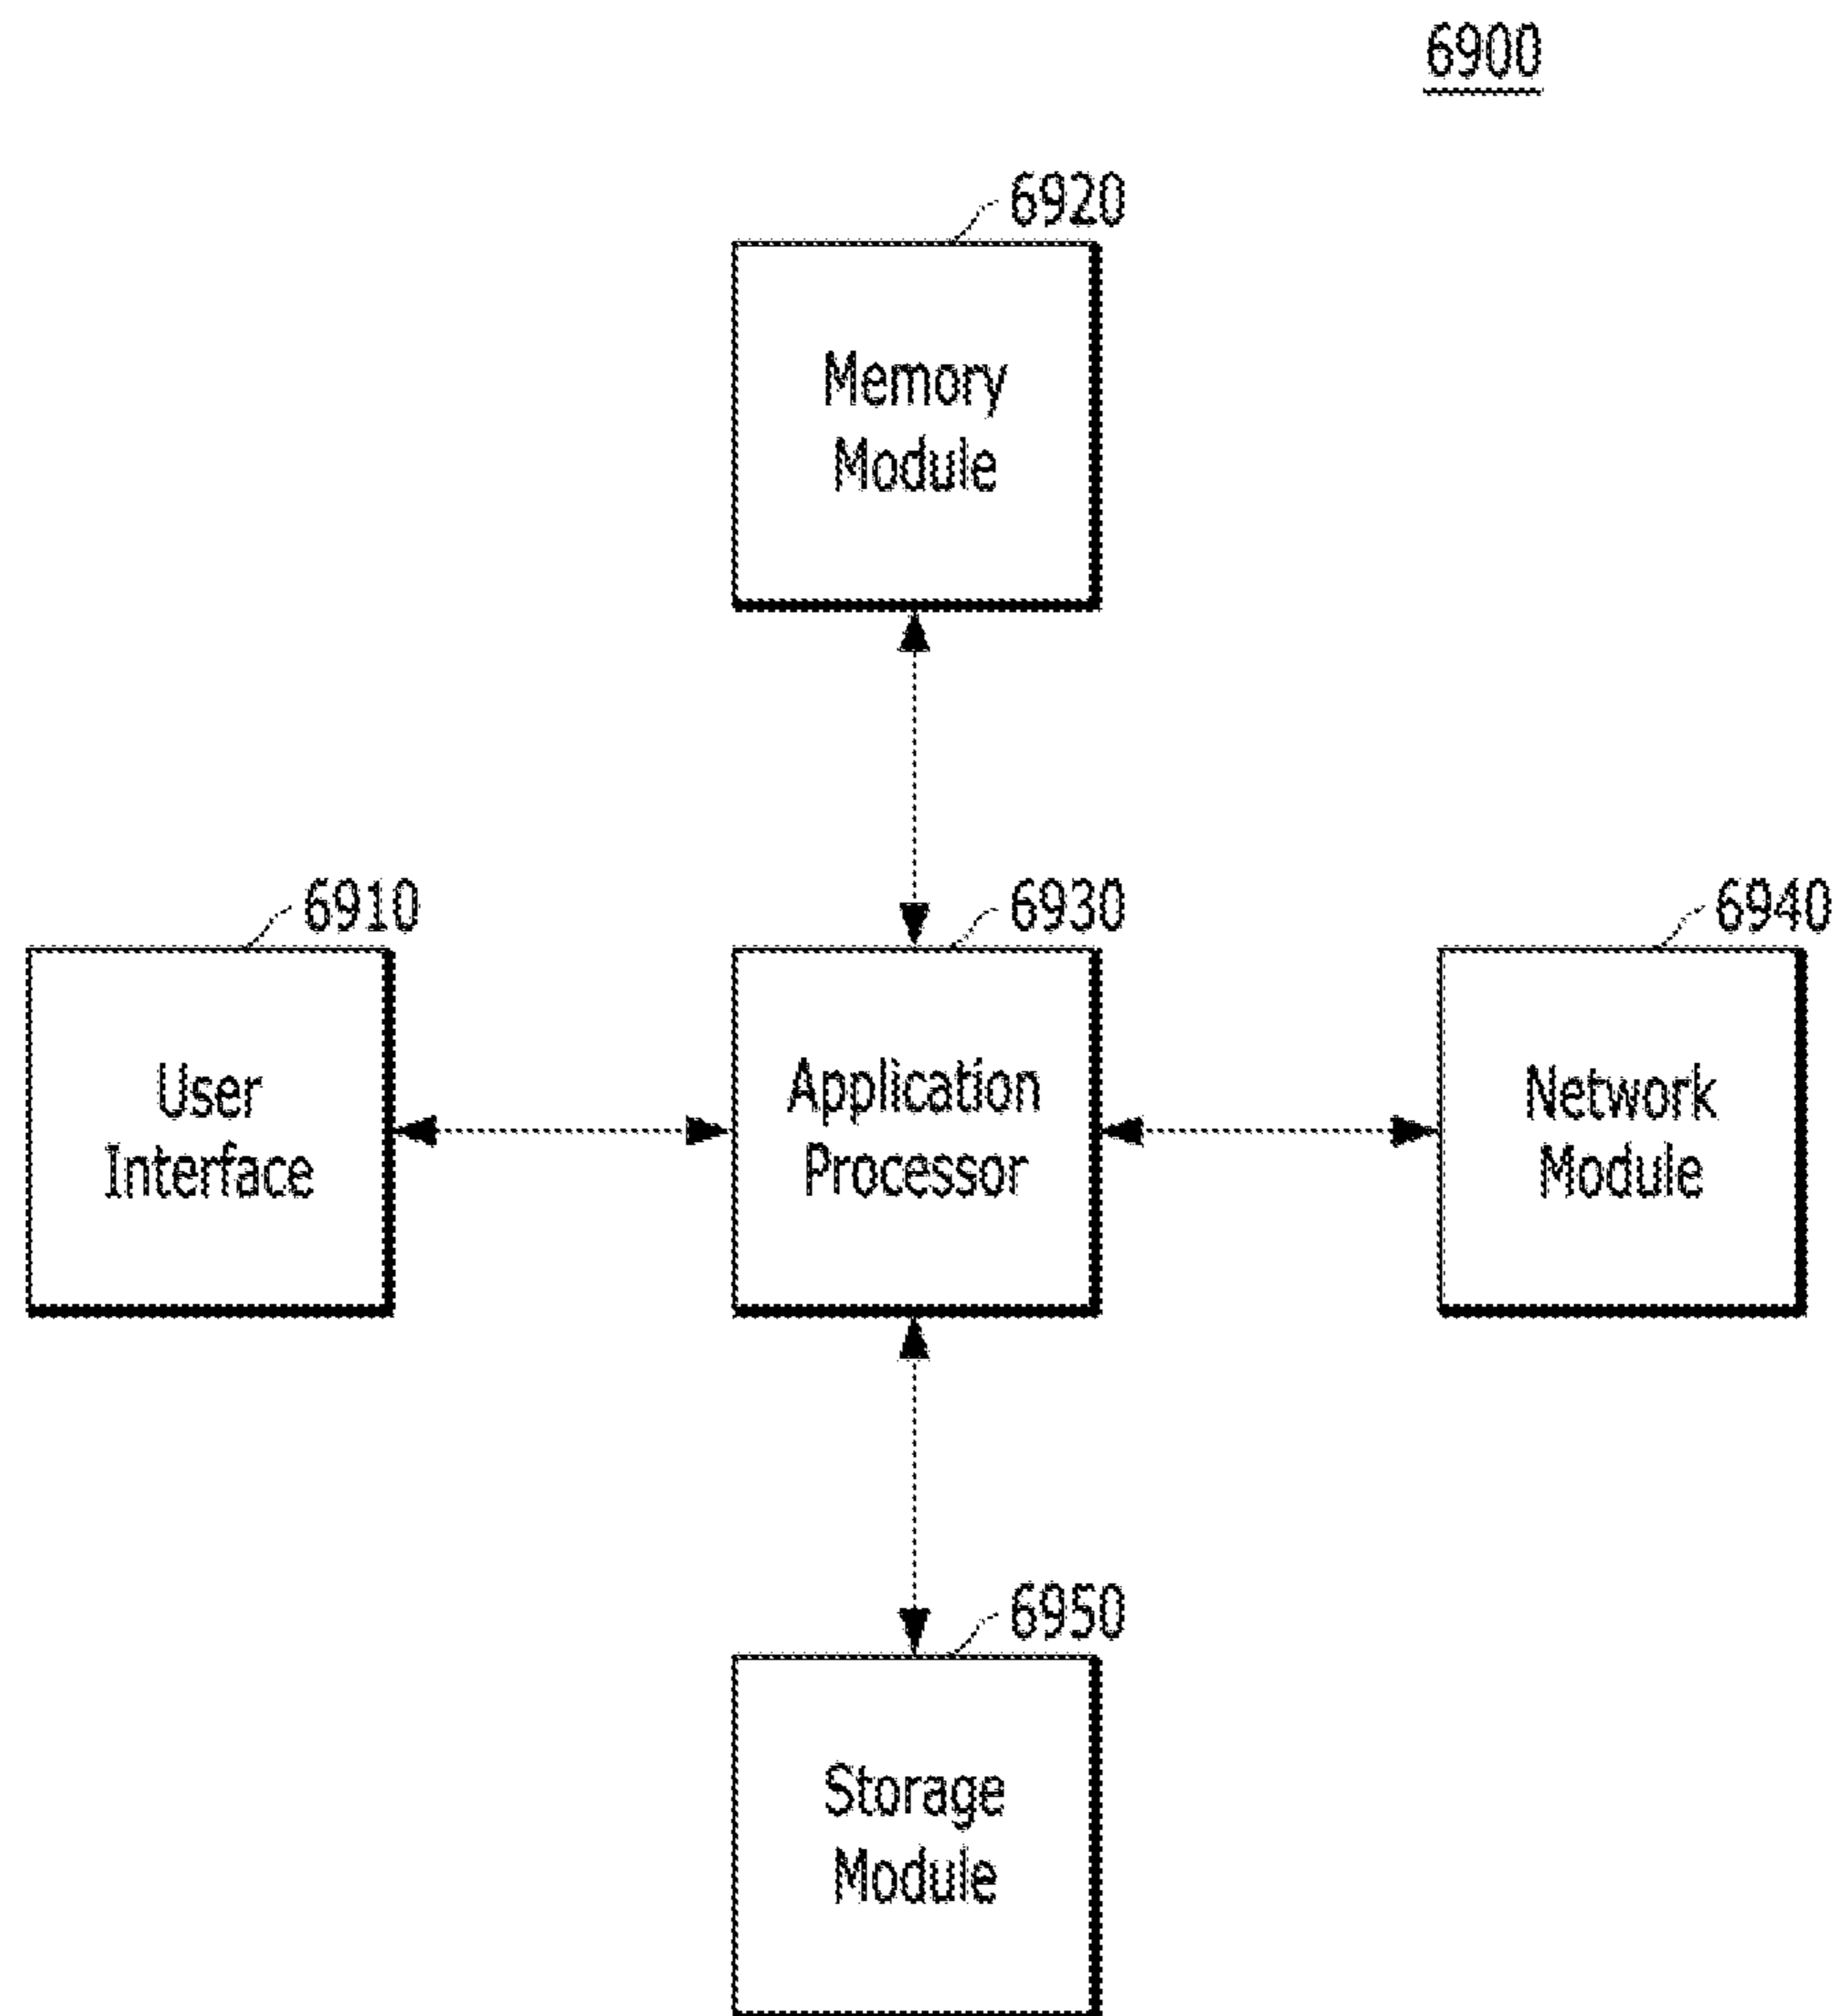 6900
6920
Memory
Module
6910
6930
6940
User
Interface
Application
Processor
Network
Module
6950
Storage
Module